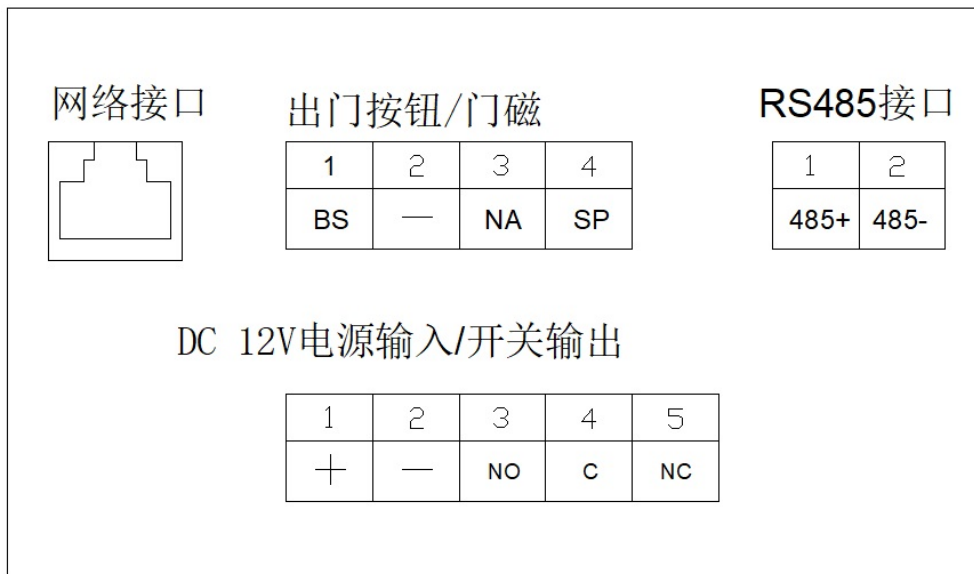 网络接口 出门按钮/门磁 RS485接口
1 2 3 4 1 2
BS — NA SP 485+ 485-
DC 12V电源输入/开关输出
1 2 3 4 5
+ — NO C NC